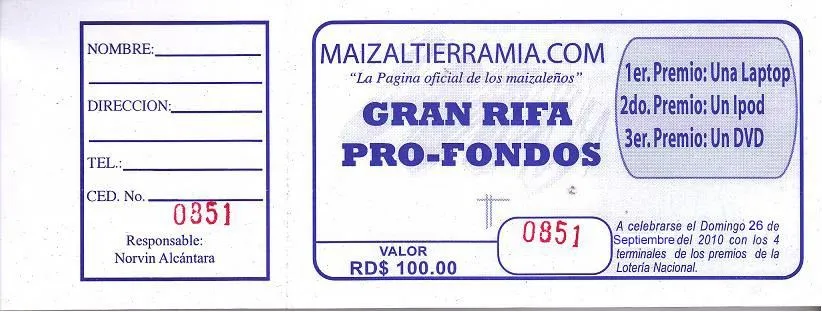 NOMBRE:
DIRECCION:
TEL.:
CED. No.
0851
Responsable:
Norvin Alcántara
MAIZALTIERRAMIA.COM
"La Pagina oficial de los maizaleños"
GRAN RIFA
PRO-FONDOS
1er. Premio: Una Laptop
2do. Premio: Un Ipod
3er. Premio: Un DVD
VALOR
RD$ 100.00
0851
A celebrarse el Domingo 26 de
Septiembre del 2010 con los 4
terminales de los premios de la
Lotería Nacional.